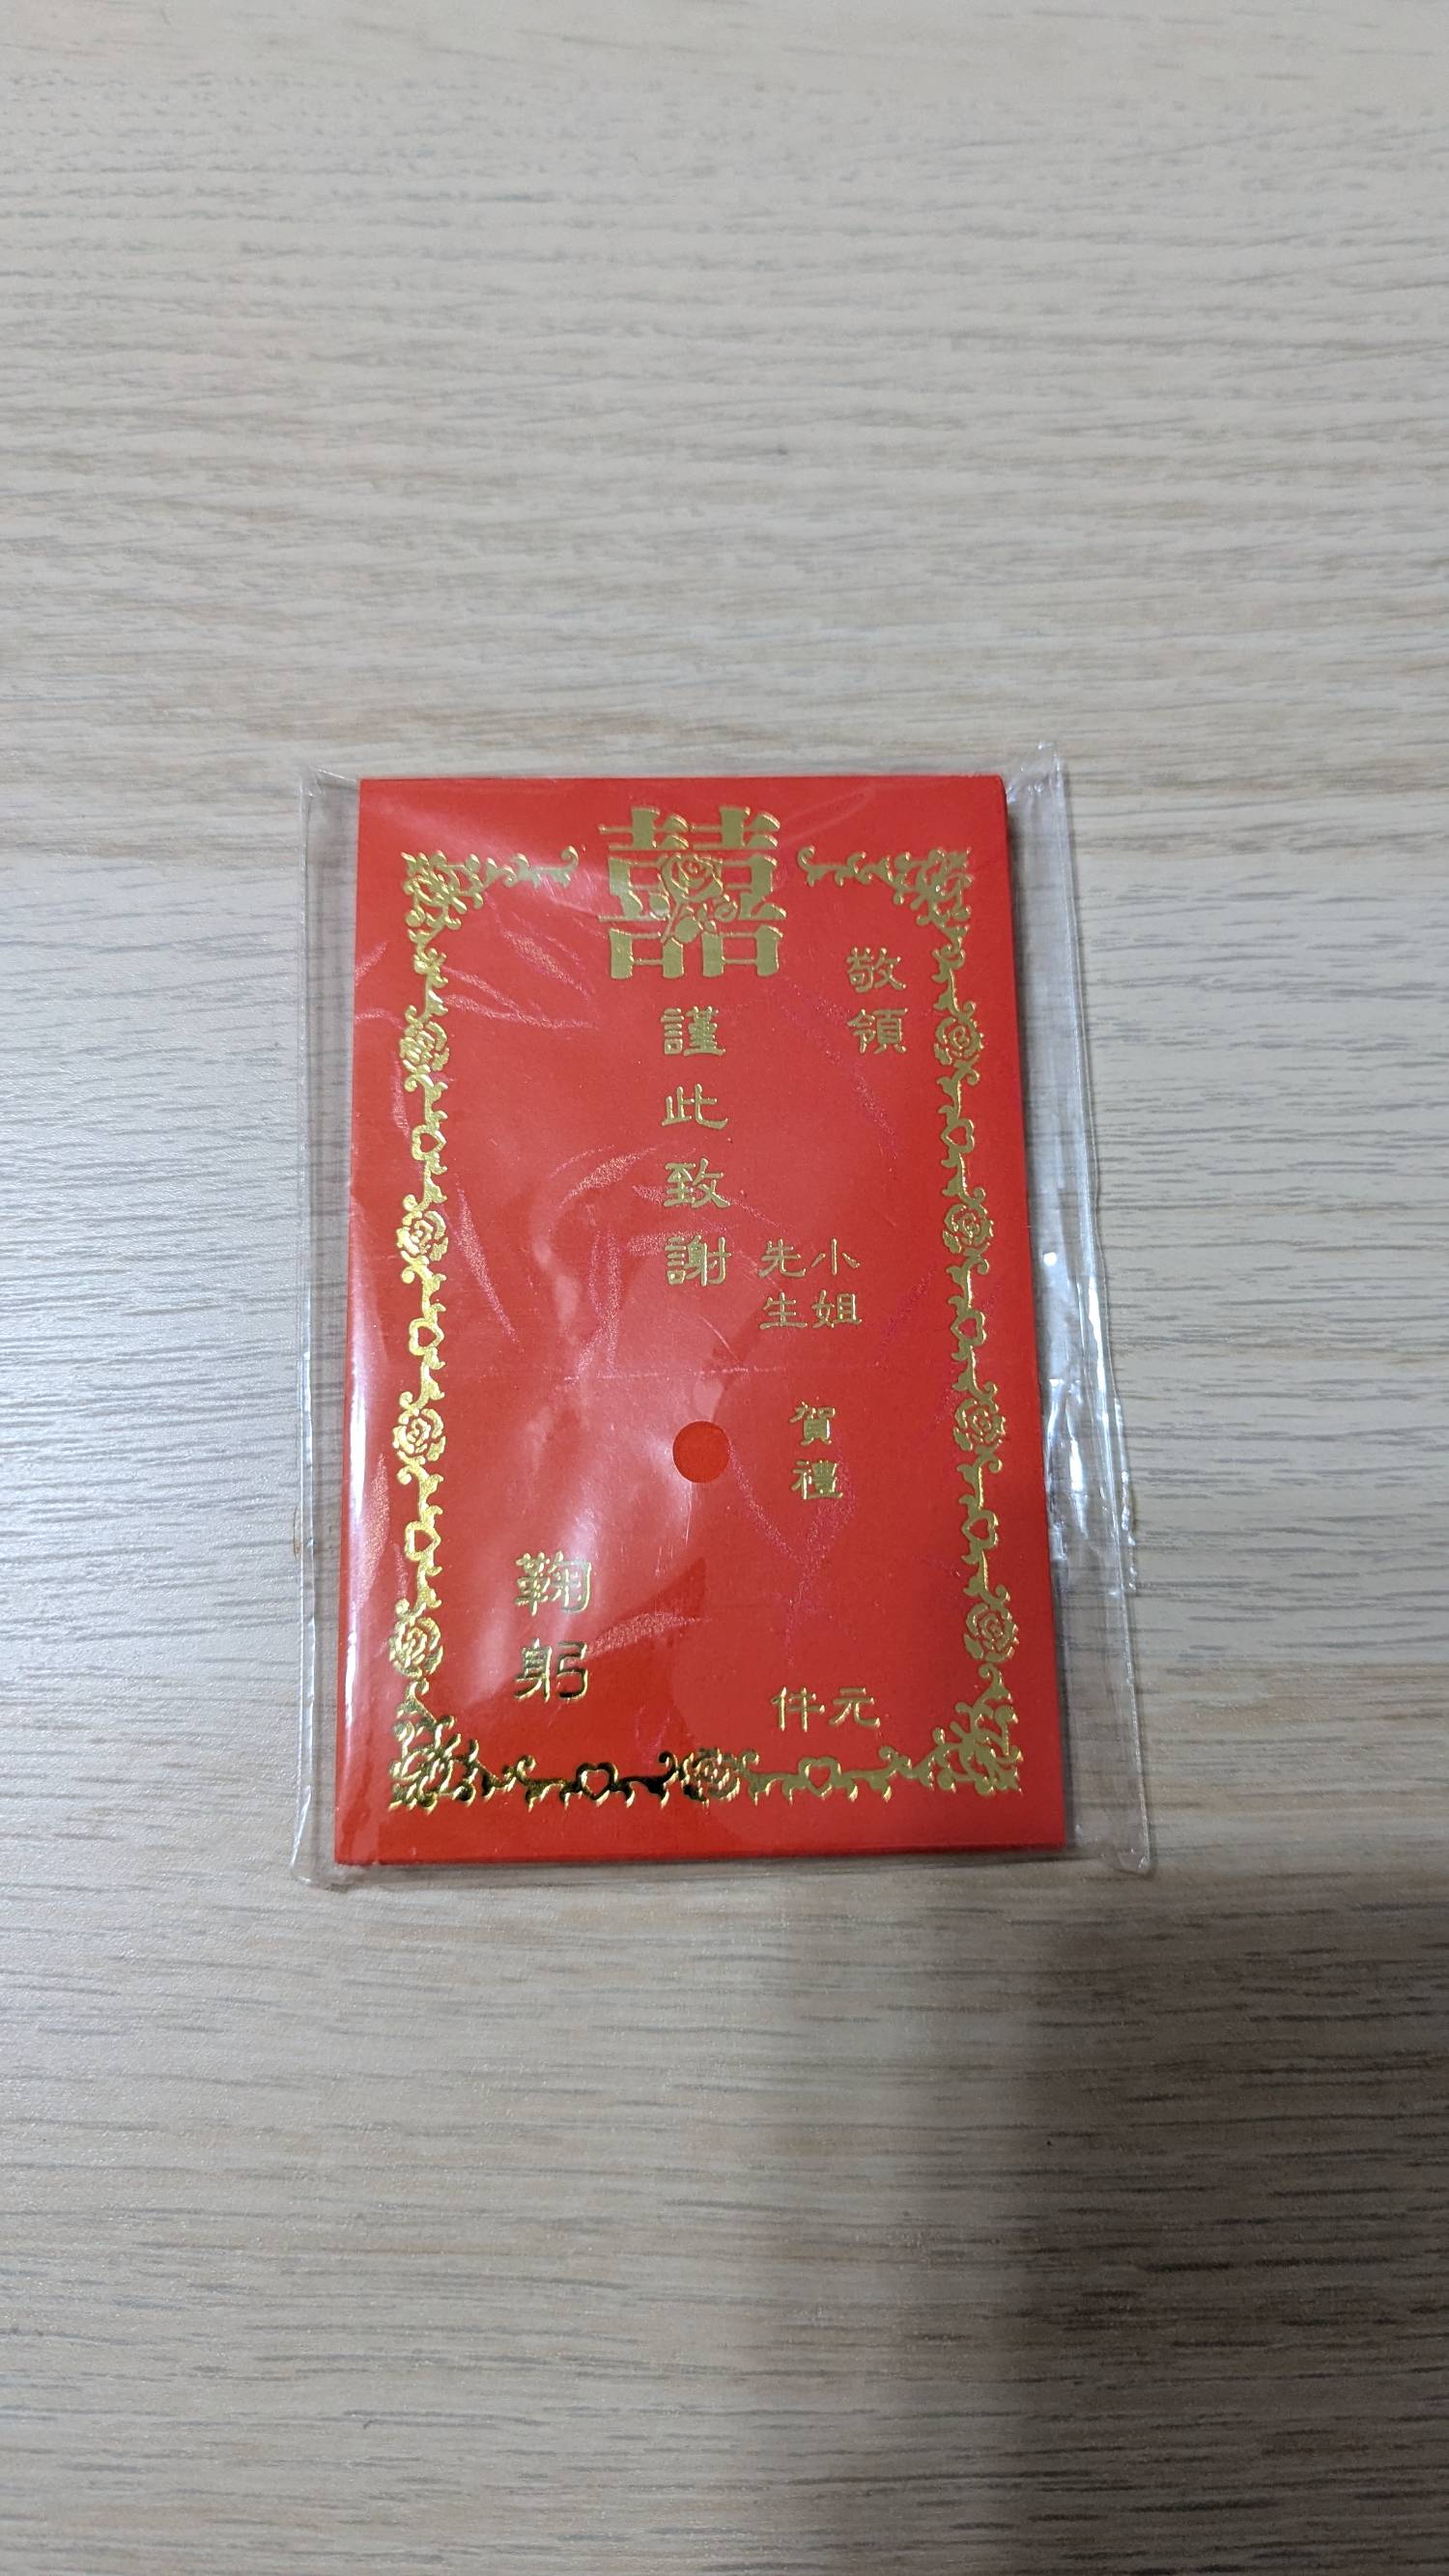 囍
敬領
小姐
先生
賀禮
元
件
謹此致謝
鞠躬